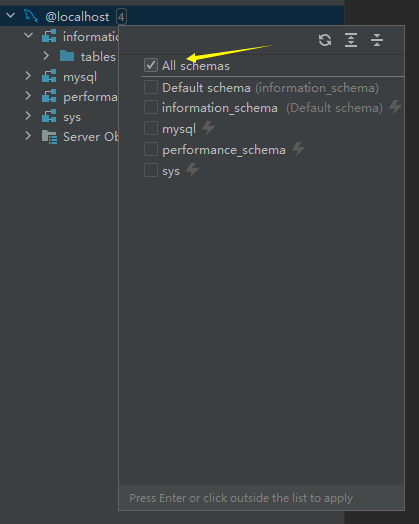 @localhost 4
informatio
tables
mysql
performa
sys
Server Ob
All schemas
Default schema (information_schema)
information_schema (Default schema)
mysql
performance_schema
sys
Press Enter or click outside the list to apply